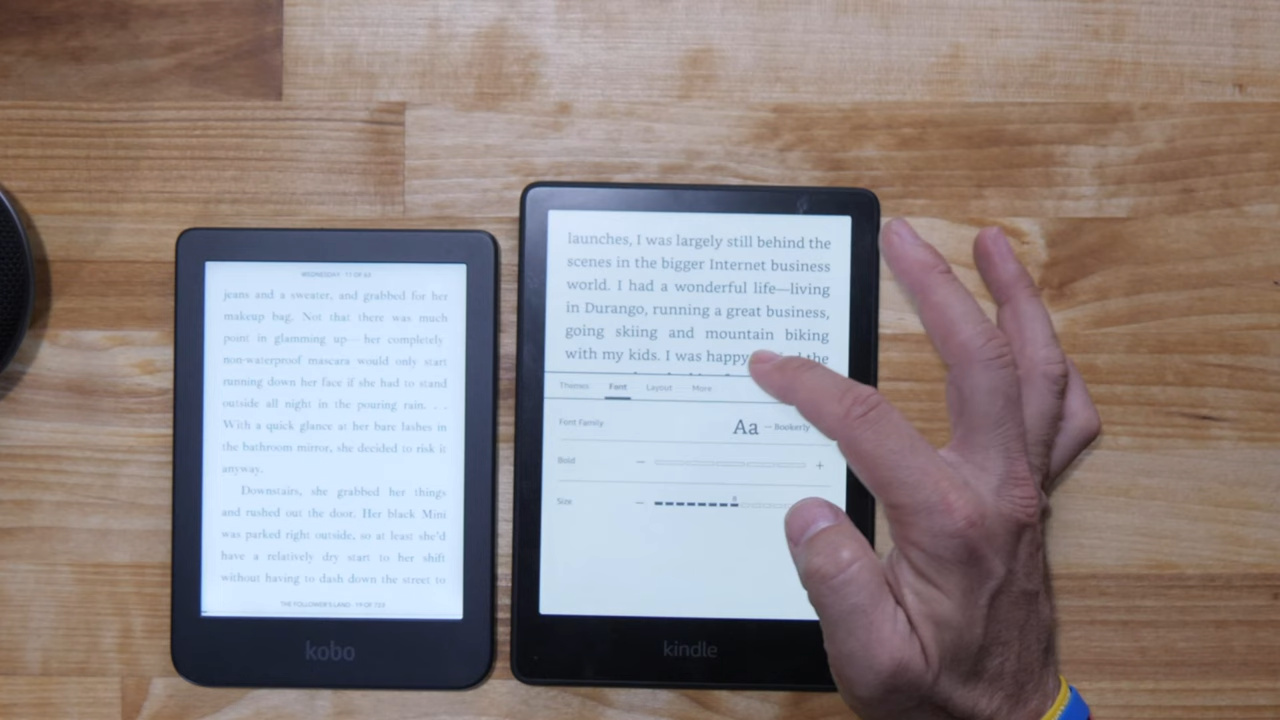 WEDNESDAY · 11 OF 64
jeans and a sweater, and grabbed for her
makeup bag. Not that there was much
point in glamming up—her completely
non-waterproof mascara would only start
running down her face if she had to stand
outside all night in the pouring rain. . .
With a quick glance at her bare lashes in
the bathroom mirror, she decided to risk it
anyway.
Downstairs, she grabbed her things
and rushed out the door. Her black Mini
was parked right outside, so at least she'd
have a relatively dry start to her shift
without having to dash down the street to
kobo
launches, I was largely still behind the
scenes in the bigger Internet business
world. I had a wonderful life—living
in Durango, running a great business,
going skiing and mountain biking
with my kids. I was happy the
Themes Font Layout More
Font Family Aa — Bookerly
Bold — +
Size — 8
kindle